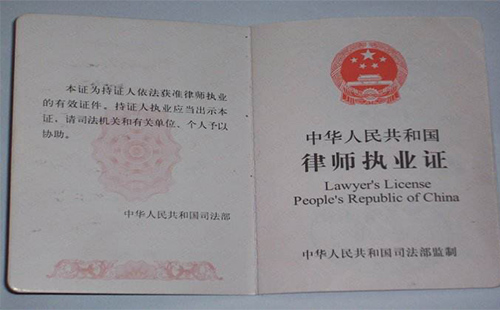 本证为持证人依法获准律师执业
的有效证件。持证人执业应当出示本
证，请司法机关和有关单位、个人予以
协助。
中华人民共和国司法部
中华人民共和国
律师执业证
Lawyer's License
People's Republic of China
中华人民共和国司法部监制